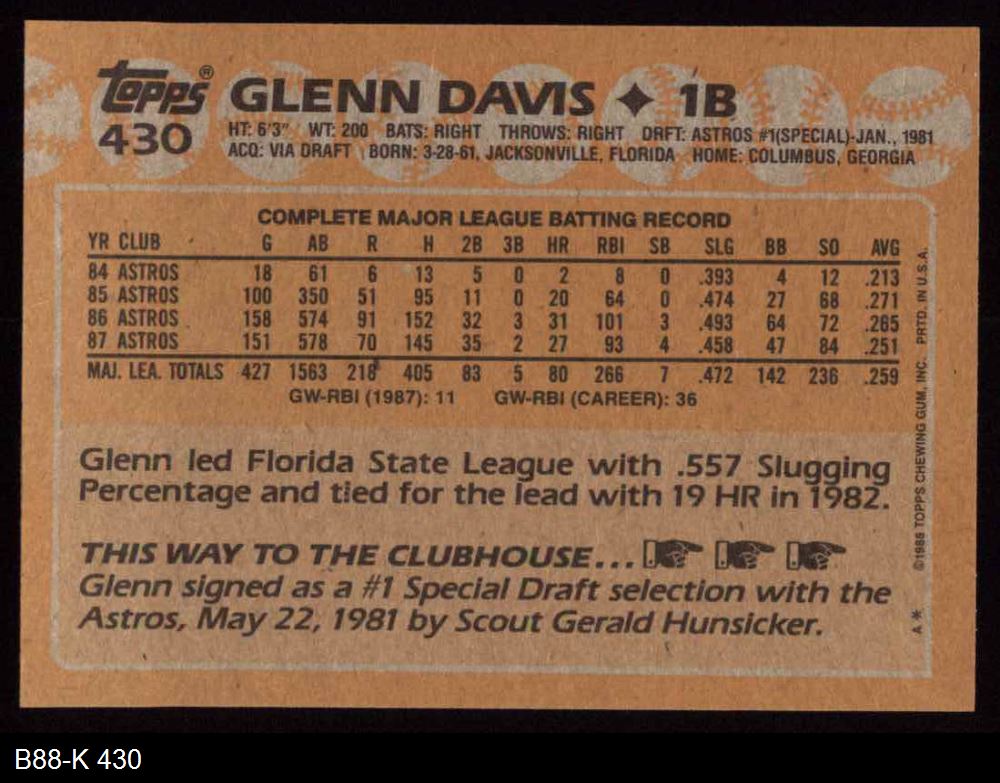 topps® GLENN DAVIS ✦ 1B
430 HT: 6'3" WT: 200 BATS: RIGHT THROWS: RIGHT DRFT: ASTROS #1(SPECIAL)-JAN., 1981
ACQ: VIA DRAFT BORN: 3-28-61, JACKSONVILLE, FLORIDA HOME: COLUMBUS, GEORGIA
COMPLETE MAJOR LEAGUE BATTING RECORD
YR CLUB G AB R H 2B 3B HR RBI SB SLG BB SO AVG
84 ASTROS 18 61 6 13 5 0 2 8 0 .393 4 12 .213
85 ASTROS 100 350 51 95 11 0 20 64 0 .474 27 68 .271
86 ASTROS 158 574 91 152 32 3 31 101 3 .493 64 72 .265
87 ASTROS 151 578 70 145 35 2 27 93 4 .458 47 84 .251
MAJ. LEA. TOTALS 427 1563 218 405 83 5 80 266 7 .472 142 236 .259
GW-RBI (1987): 11 GW-RBI (CAREER): 36
Glenn led Florida State League with .557 Slugging
Percentage and tied for the lead with 19 HR in 1982.
THIS WAY TO THE CLUBHOUSE...
Glenn signed as a #1 Special Draft selection with the
Astros, May 22, 1981 by Scout Gerald Hunsicker.
©1988 TOPPS CHEWING GUM, INC. PRTD. IN U.S.A.
A *
B88-K 430